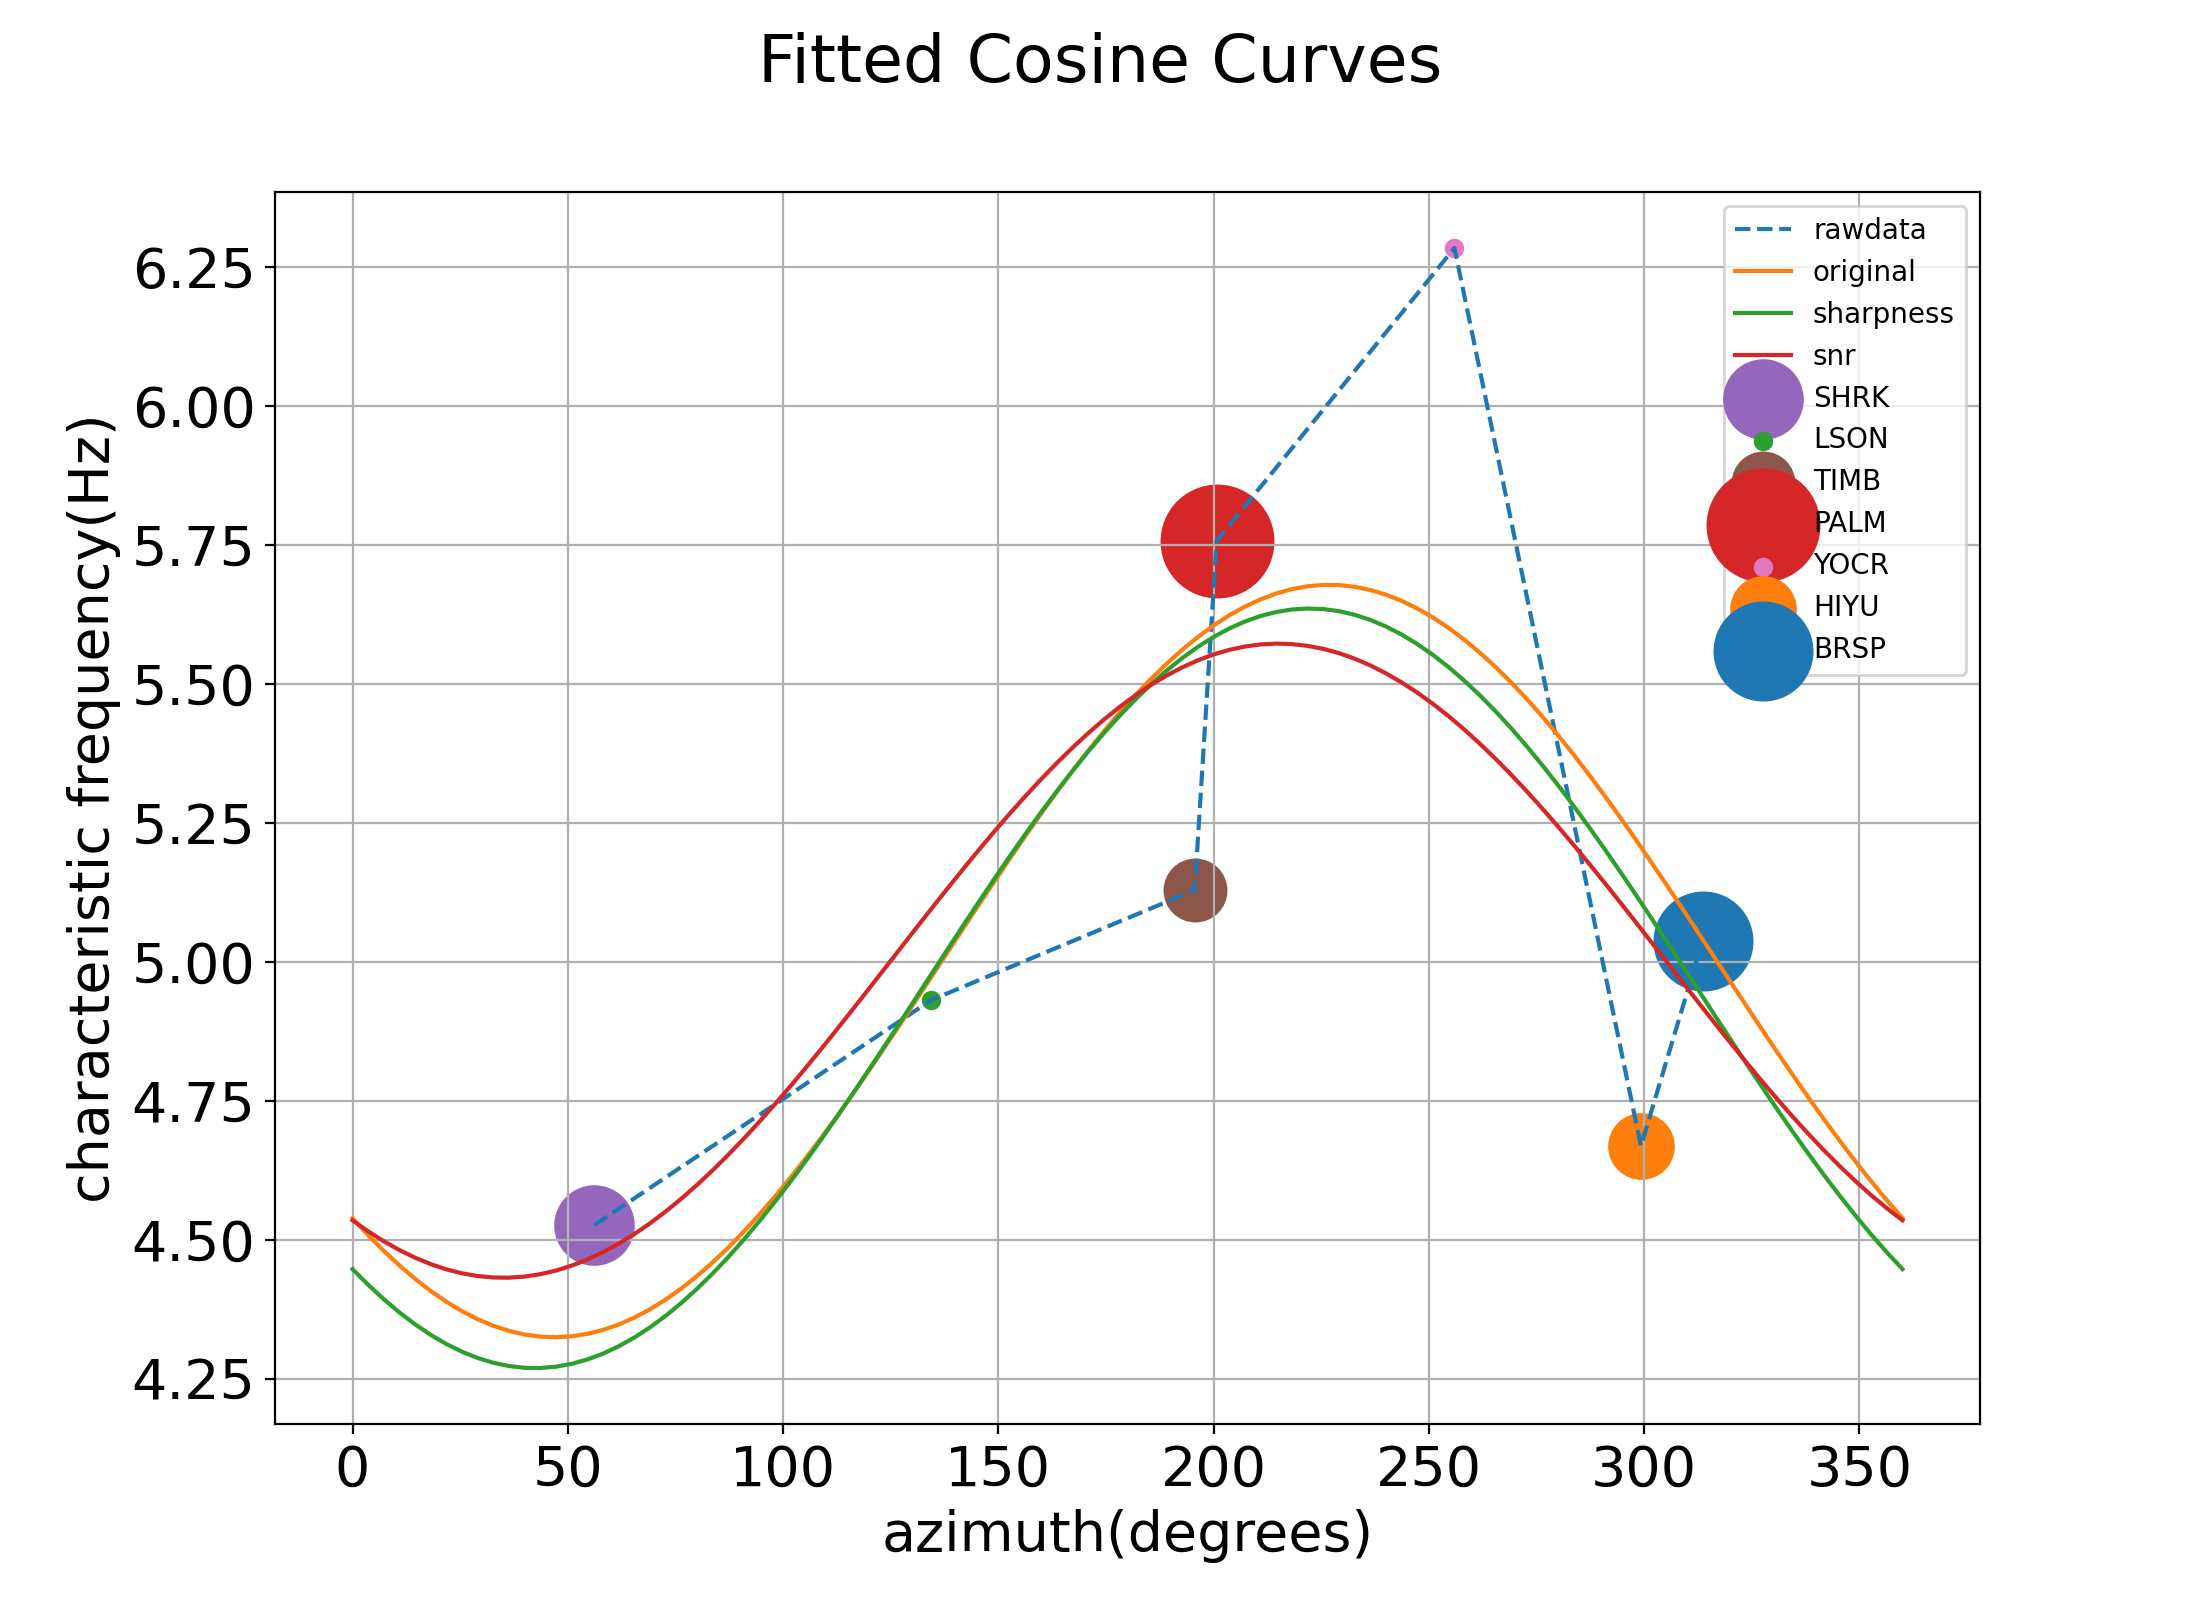 Fitted Cosine Curves
characteristic frequency(Hz)
6.25
6.00
5.75
5.50
5.25
5.00
4.75
4.50
4.25
rawdata
original
sharpness
snr
SHRK
LSON
TIMB
PALM
YOCR
HIYU
BRSP
0 50 100 150 200 250 300 350
azimuth(degrees)